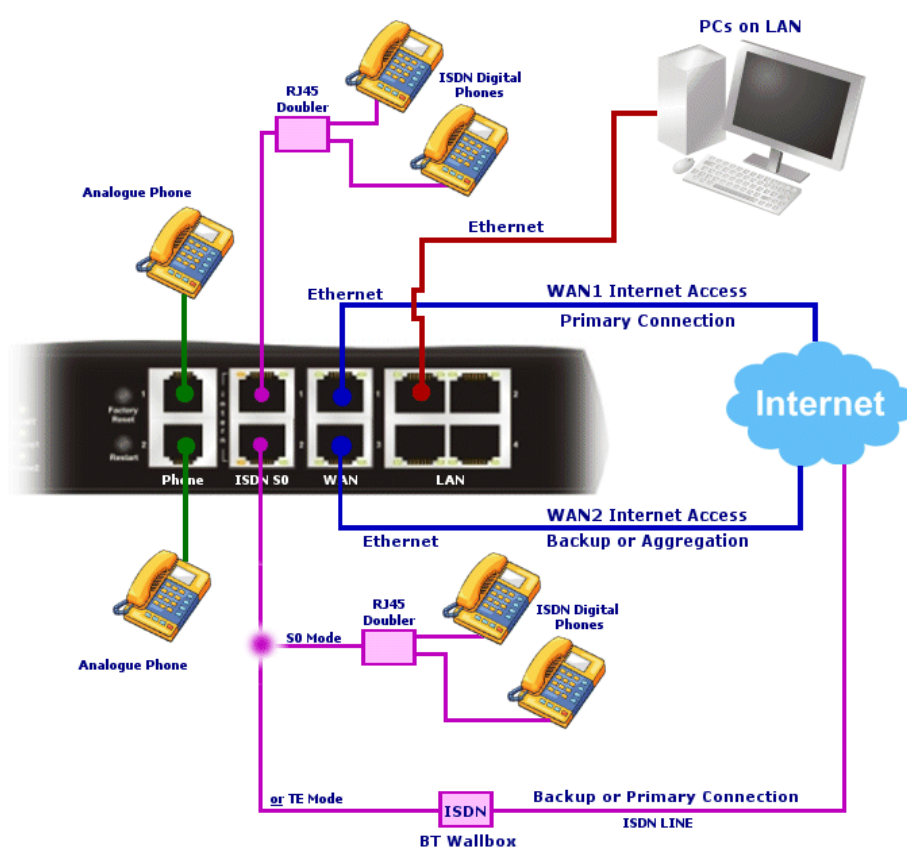 PCs on LAN
ISDN Digital
Phones
RJ45
Doubler
Analogue Phone
Ethernet
Ethernet
WAN1 Internet Access
Primary Connection
Internet
Factory
Reset
Restart
1
2
1
2
1
2
3
4
Phone
ISDN S0
WAN
LAN
WAN2 Internet Access
Backup or Aggregation
Ethernet
RJ45
Doubler
ISDN Digital
Phones
S0 Mode
Analogue Phone
or TE Mode
ISDN
BT Wallbox
Backup or Primary Connection
ISDN LINE